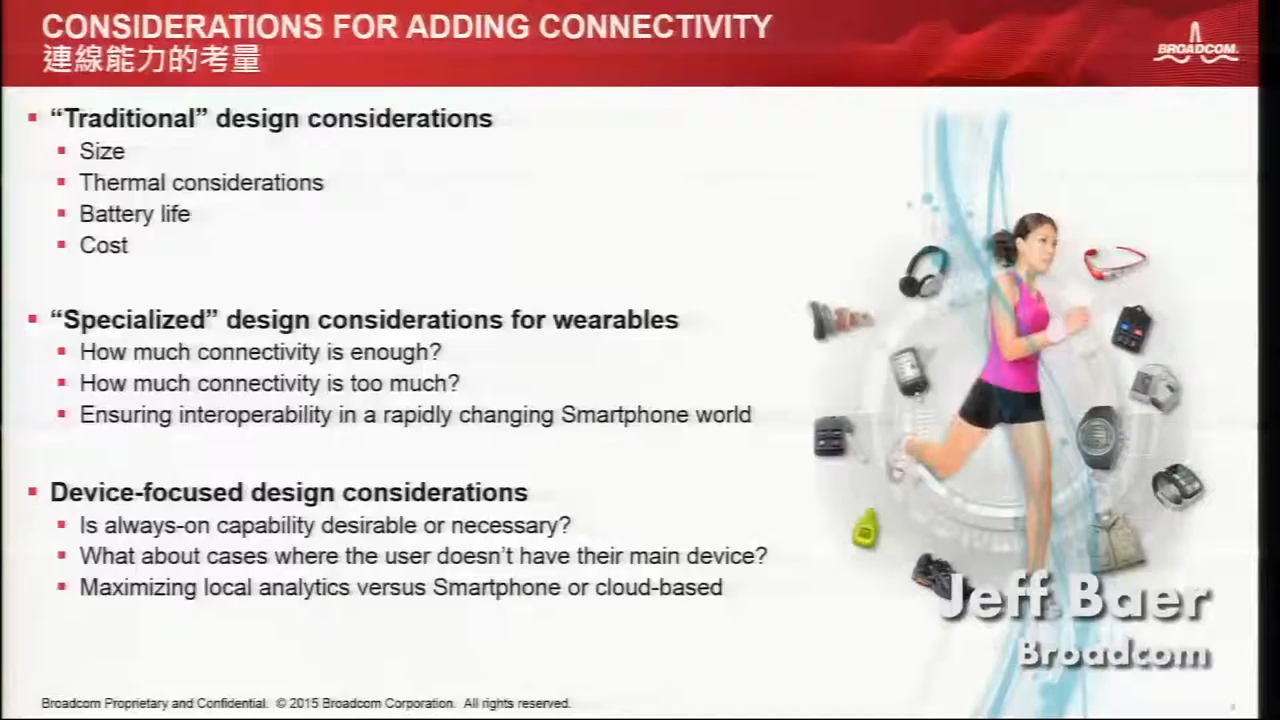 CONSIDERATIONS FOR ADDING CONNECTIVITY
連線能力的考量
BROADCOM.
“Traditional” design considerations
Size
Thermal considerations
Battery life
Cost
“Specialized” design considerations for wearables
How much connectivity is enough?
How much connectivity is too much?
Ensuring interoperability in a rapidly changing Smartphone world
Device-focused design considerations
Is always-on capability desirable or necessary?
What about cases where the user doesn’t have their main device?
Maximizing local analytics versus Smartphone or cloud-based
Jeff Baer
Broadcom
Broadcom Proprietary and Confidential. © 2015 Broadcom Corporation. All rights reserved.